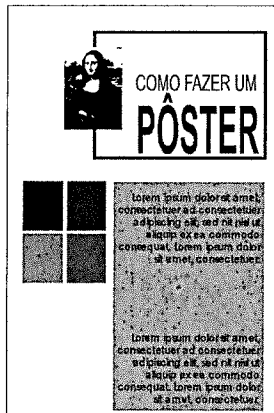 COMO FAZER UM
PÔSTER
Lorem ipsum dolor sit amet,
consectetuer ad consectetuer
adipiscing elit, sed nit nisl ut
aliquip ex ea commodo
consequat. Lorem ipsum dolor
sit amet, consectetuer.
Lorem ipsum dolor sit amet,
consectetuer ad consectetuer
adipiscing elit, sed nit nisl ut
aliquip ex ea commodo
consequat. Lorem ipsum dolor
sit amet, consectetuer.